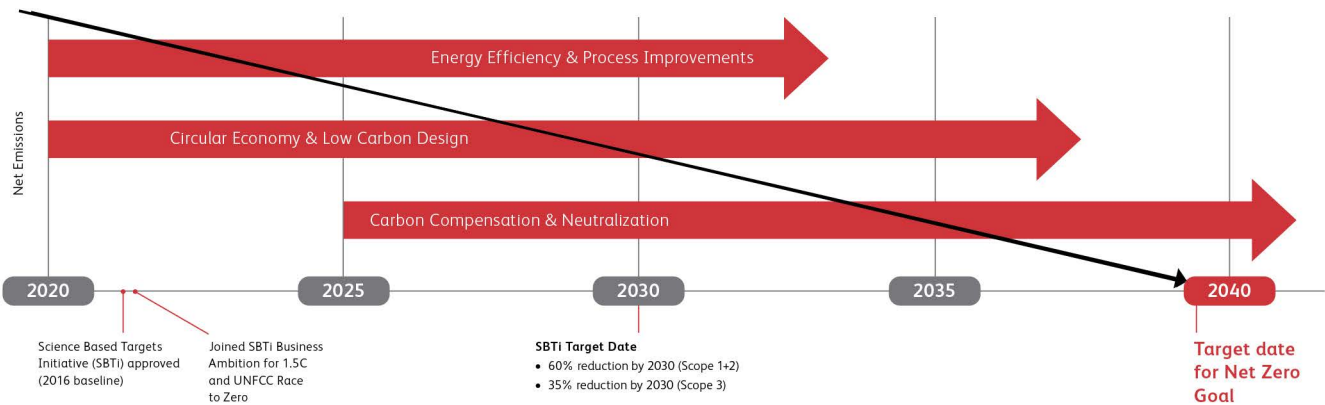 Net Emissions
Energy Efficiency & Process Improvements
Circular Economy & Low Carbon Design
Carbon Compensation & Neutralization
2020
2025
2030
2035
2040
Science Based Targets
Initiative (SBTi) approved
(2016 baseline)
Joined SBTi Business
Ambition for 1.5C
and UNFCC Race
to Zero
SBTi Target Date
• 60% reduction by 2030 (Scope 1+2)
• 35% reduction by 2030 (Scope 3)
Target date
for Net Zero
Goal